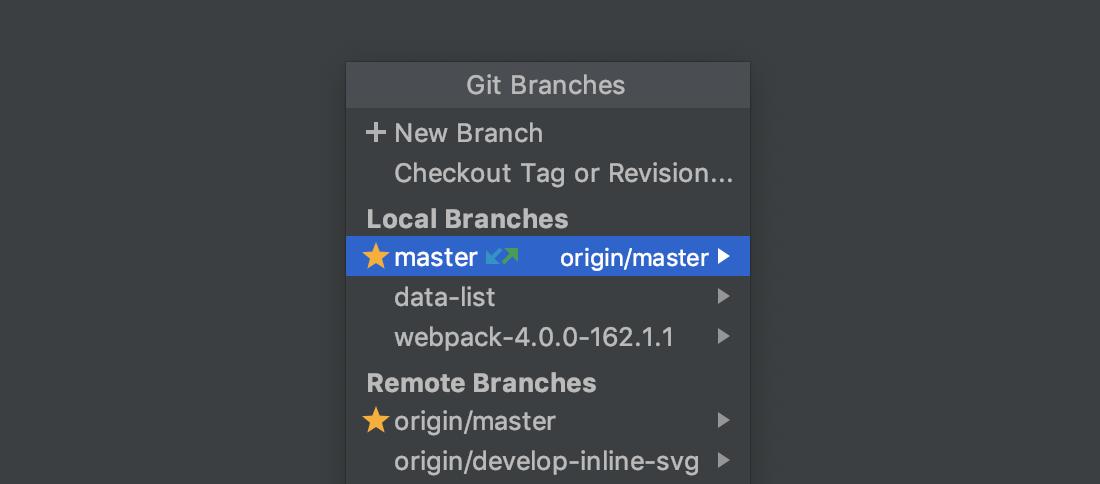 Git Branches
New Branch
Checkout Tag or Revision...
Local Branches
master origin/master
data-list
webpack-4.0.0-162.1.1
Remote Branches
origin/master
origin/develop-inline-svg